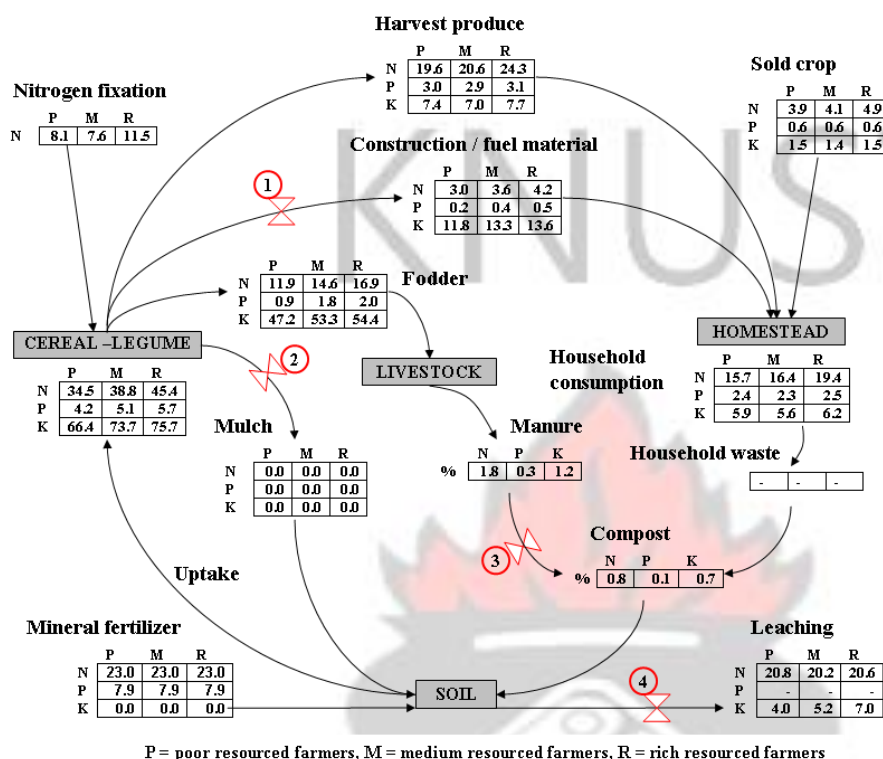 Harvest produce
P M R
N 19.6 20.6 24.3
P 3.0 2.9 3.1
K 7.4 7.0 7.7
Sold crop
P M R
N 3.9 4.1 4.9
P 0.6 0.6 0.6
K 1.5 1.4 1.5
Nitrogen fixation
P M R
N 8.1 7.6 11.5
Construction / fuel material
P M R
N 3.0 3.6 4.2
P 0.2 0.4 0.5
K 11.8 13.3 13.6
1
KNUS
Fodder
P M R
N 11.9 14.6 16.9
P 0.9 1.8 2.0
K 47.2 53.3 54.4
CEREAL –LEGUME
P M R
N 34.5 38.8 45.4
P 4.2 5.1 5.7
K 66.4 73.7 75.7
2
LIVESTOCK
HOMESTEAD
Household
consumption
P M R
N 15.7 16.4 19.4
P 2.4 2.3 2.5
K 5.9 5.6 6.2
Mulch
P M R
N 0.0 0.0 0.0
P 0.0 0.0 0.0
K 0.0 0.0 0.0
Manure
N P K
% 1.8 0.3 1.2
Household waste
- - -
3
Compost
N P K
% 0.8 0.1 0.7
Uptake
Mineral fertilizer
P M R
N 23.0 23.0 23.0
P 7.9 7.9 7.9
K 0.0 0.0 0.0
SOIL
4
Leaching
P M R
N 20.8 20.2 20.6
P - - -
K 4.0 5.2 7.0
P = poor resourced farmers, M = medium resourced farmers, R = rich resourced farmers